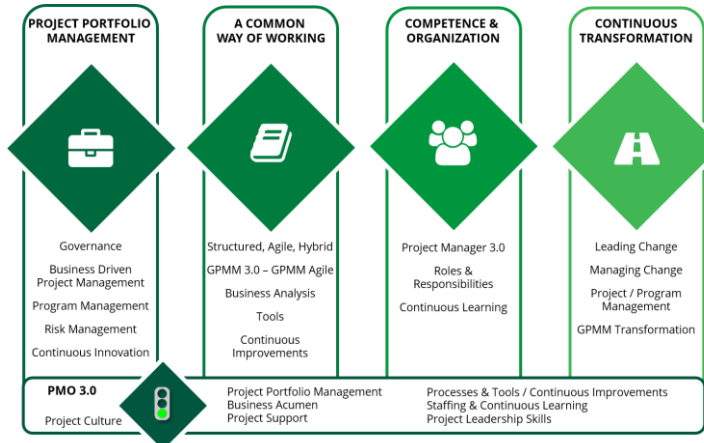 PROJECT PORTFOLIO
MANAGEMENT
Governance
Business Driven
Project Management
Program Management
Risk Management
Continuous Innovation
A COMMON
WAY OF WORKING
Structured, Agile, Hybrid
GPMM 3.0 – GPMM Agile
Business Analysis
Tools
Continuous
Improvements
COMPETENCE &
ORGANIZATION
Project Manager 3.0
Roles &
Responsibilities
Continuous Learning
CONTINUOUS
TRANSFORMATION
Leading Change
Managing Change
Project / Program
Management
GPMM Transformation
PMO 3.0
Project Culture
Project Portfolio Management
Business Acumen
Project Support
Processes & Tools / Continuous Improvements
Staffing & Continuous Learning
Project Leadership Skills